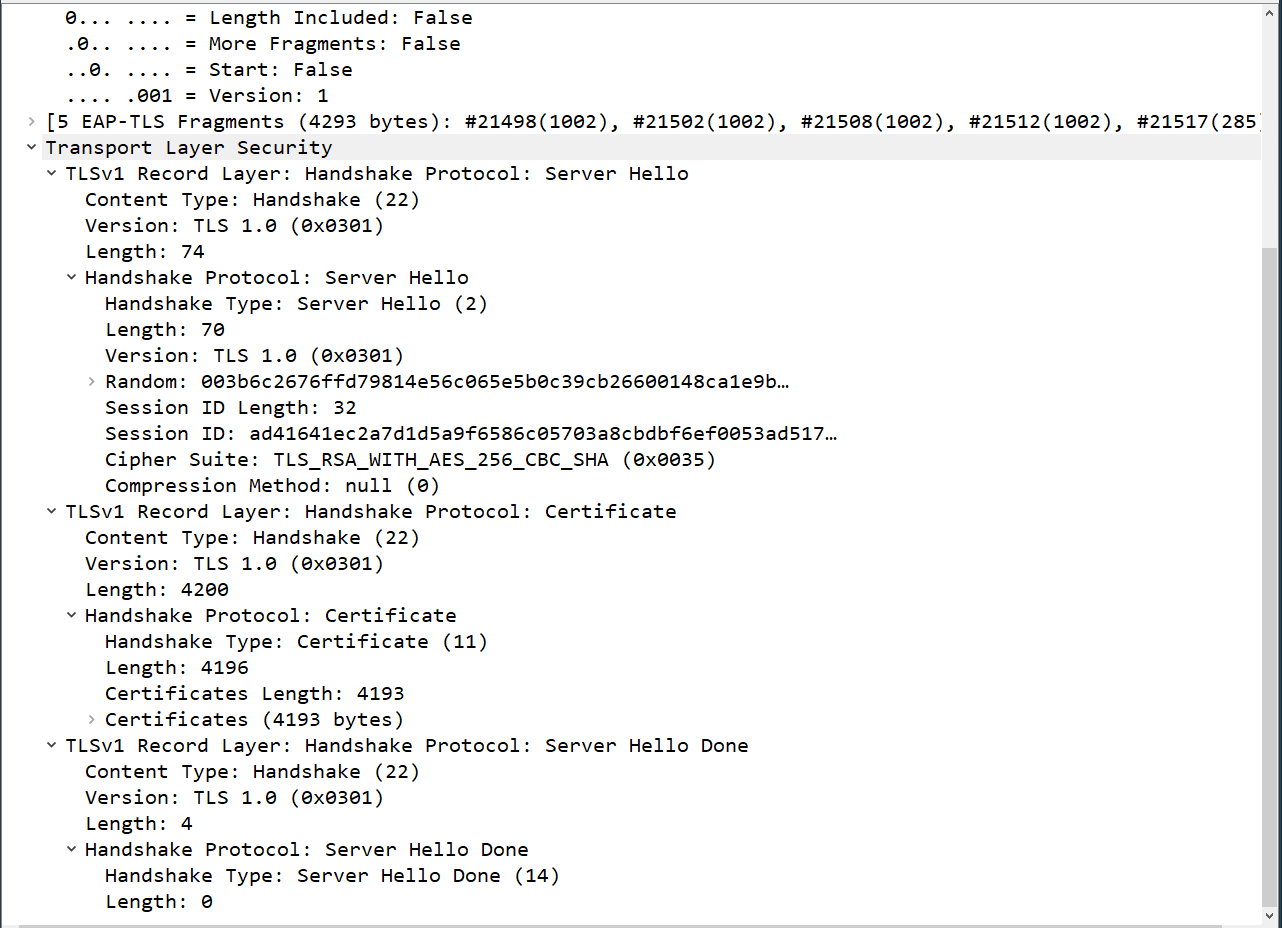 0... .... = Length Included: False
.0.. .... = More Fragments: False
..0. .... = Start: False
.... .001 = Version: 1
[5 EAP-TLS Fragments (4293 bytes): #21498(1002), #21502(1002), #21508(1002), #21512(1002), #21517(285)
Transport Layer Security
TLSv1 Record Layer: Handshake Protocol: Server Hello
Content Type: Handshake (22)
Version: TLS 1.0 (0x0301)
Length: 74
Handshake Protocol: Server Hello
Handshake Type: Server Hello (2)
Length: 70
Version: TLS 1.0 (0x0301)
Random: 003b6c2676ffd79814e56c065e5b0c39cb26600148ca1e9b…
Session ID Length: 32
Session ID: ad41641ec2a7d1d5a9f6586c05703a8cbdbf6ef0053ad517…
Cipher Suite: TLS_RSA_WITH_AES_256_CBC_SHA (0x0035)
Compression Method: null (0)
TLSv1 Record Layer: Handshake Protocol: Certificate
Content Type: Handshake (22)
Version: TLS 1.0 (0x0301)
Length: 4200
Handshake Protocol: Certificate
Handshake Type: Certificate (11)
Length: 4196
Certificates Length: 4193
Certificates (4193 bytes)
TLSv1 Record Layer: Handshake Protocol: Server Hello Done
Content Type: Handshake (22)
Version: TLS 1.0 (0x0301)
Length: 4
Handshake Protocol: Server Hello Done
Handshake Type: Server Hello Done (14)
Length: 0